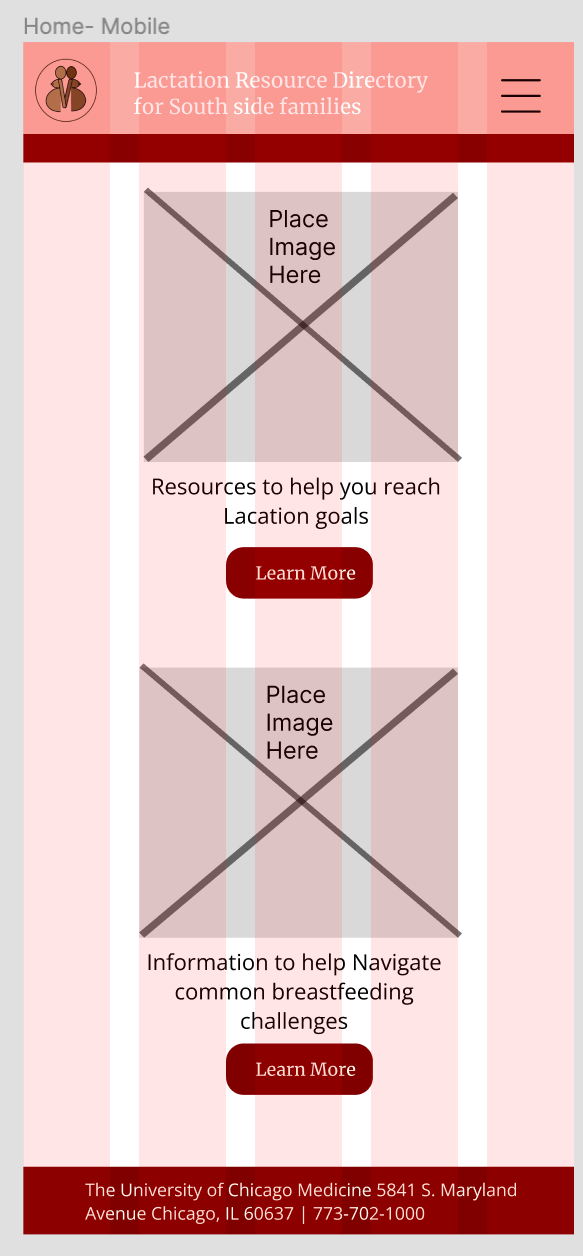 Home- Mobile
Lactation Resource Directory
for South side families
Place
Image
Here
Resources to help you reach
Lacation goals
Learn More
Place
Image
Here
Information to help Navigate
common breastfeeding
challenges
Learn More
The University of Chicago Medicine 5841 S. Maryland
Avenue Chicago, IL 60637 | 773-702-1000